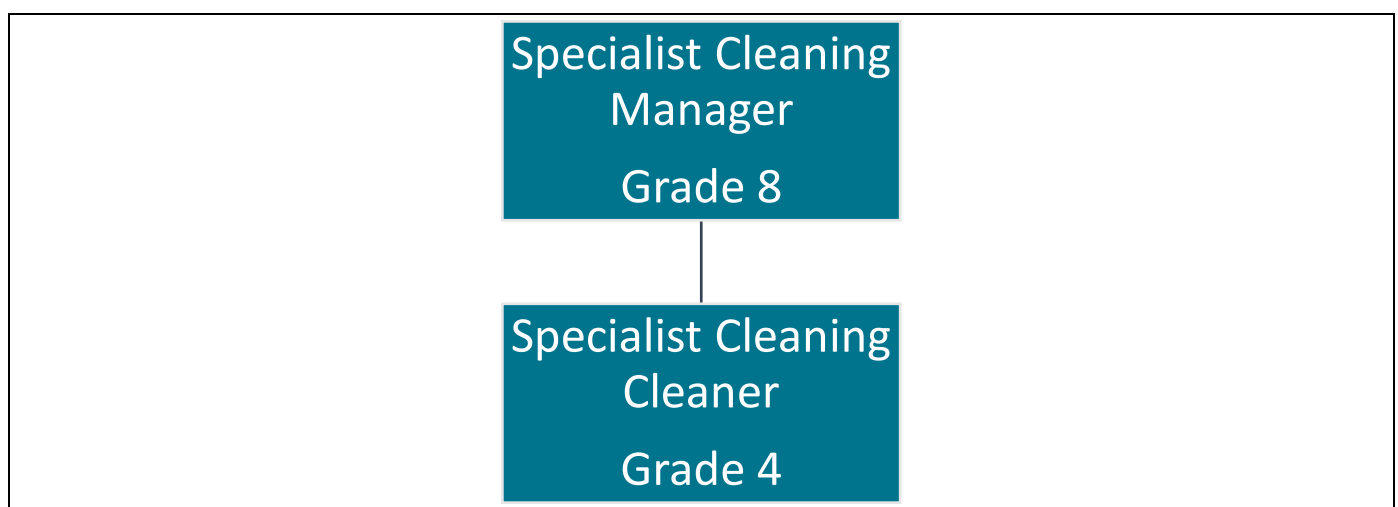 Specialist Cleaning
Manager
Grade 8
Specialist Cleaning
Cleaner
Grade 4